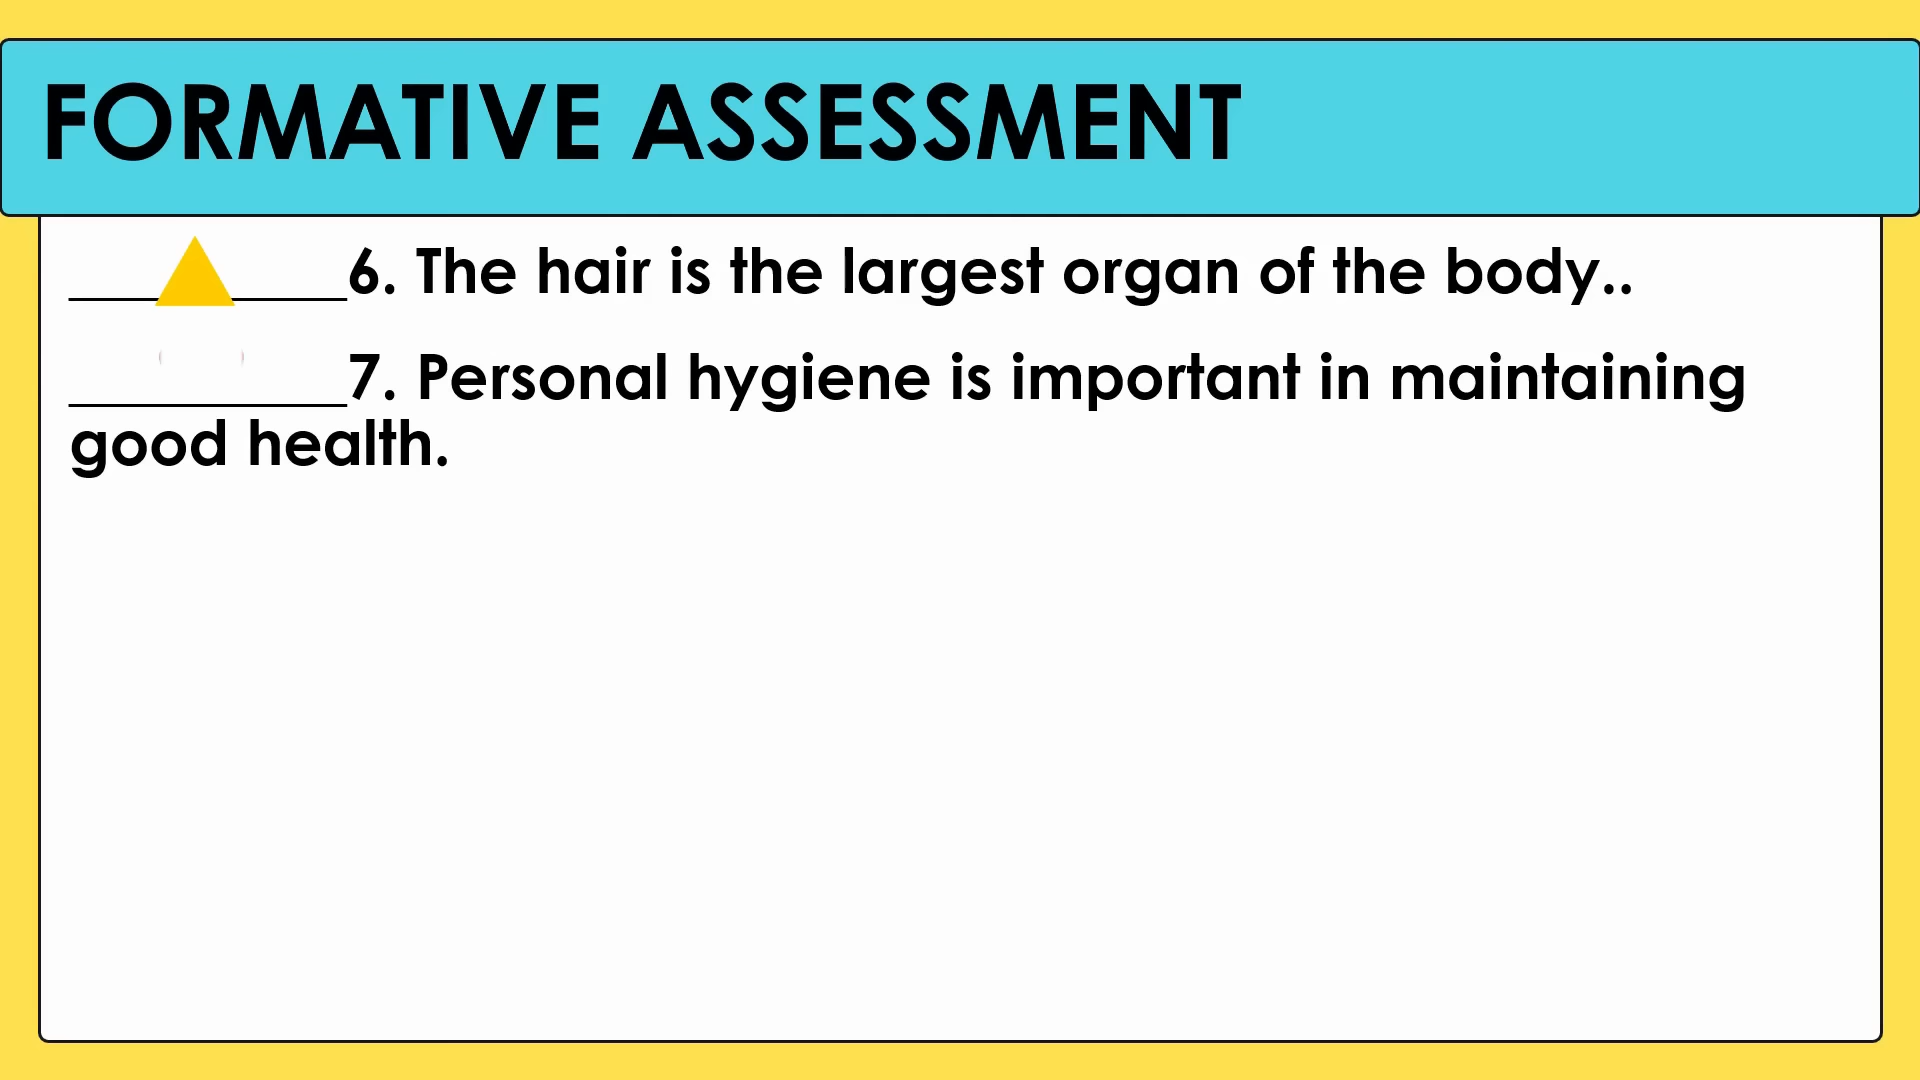 FORMATIVE ASSESSMENT
__________6. The hair is the largest organ of the body..
__________7. Personal hygiene is important in maintaining
good health.